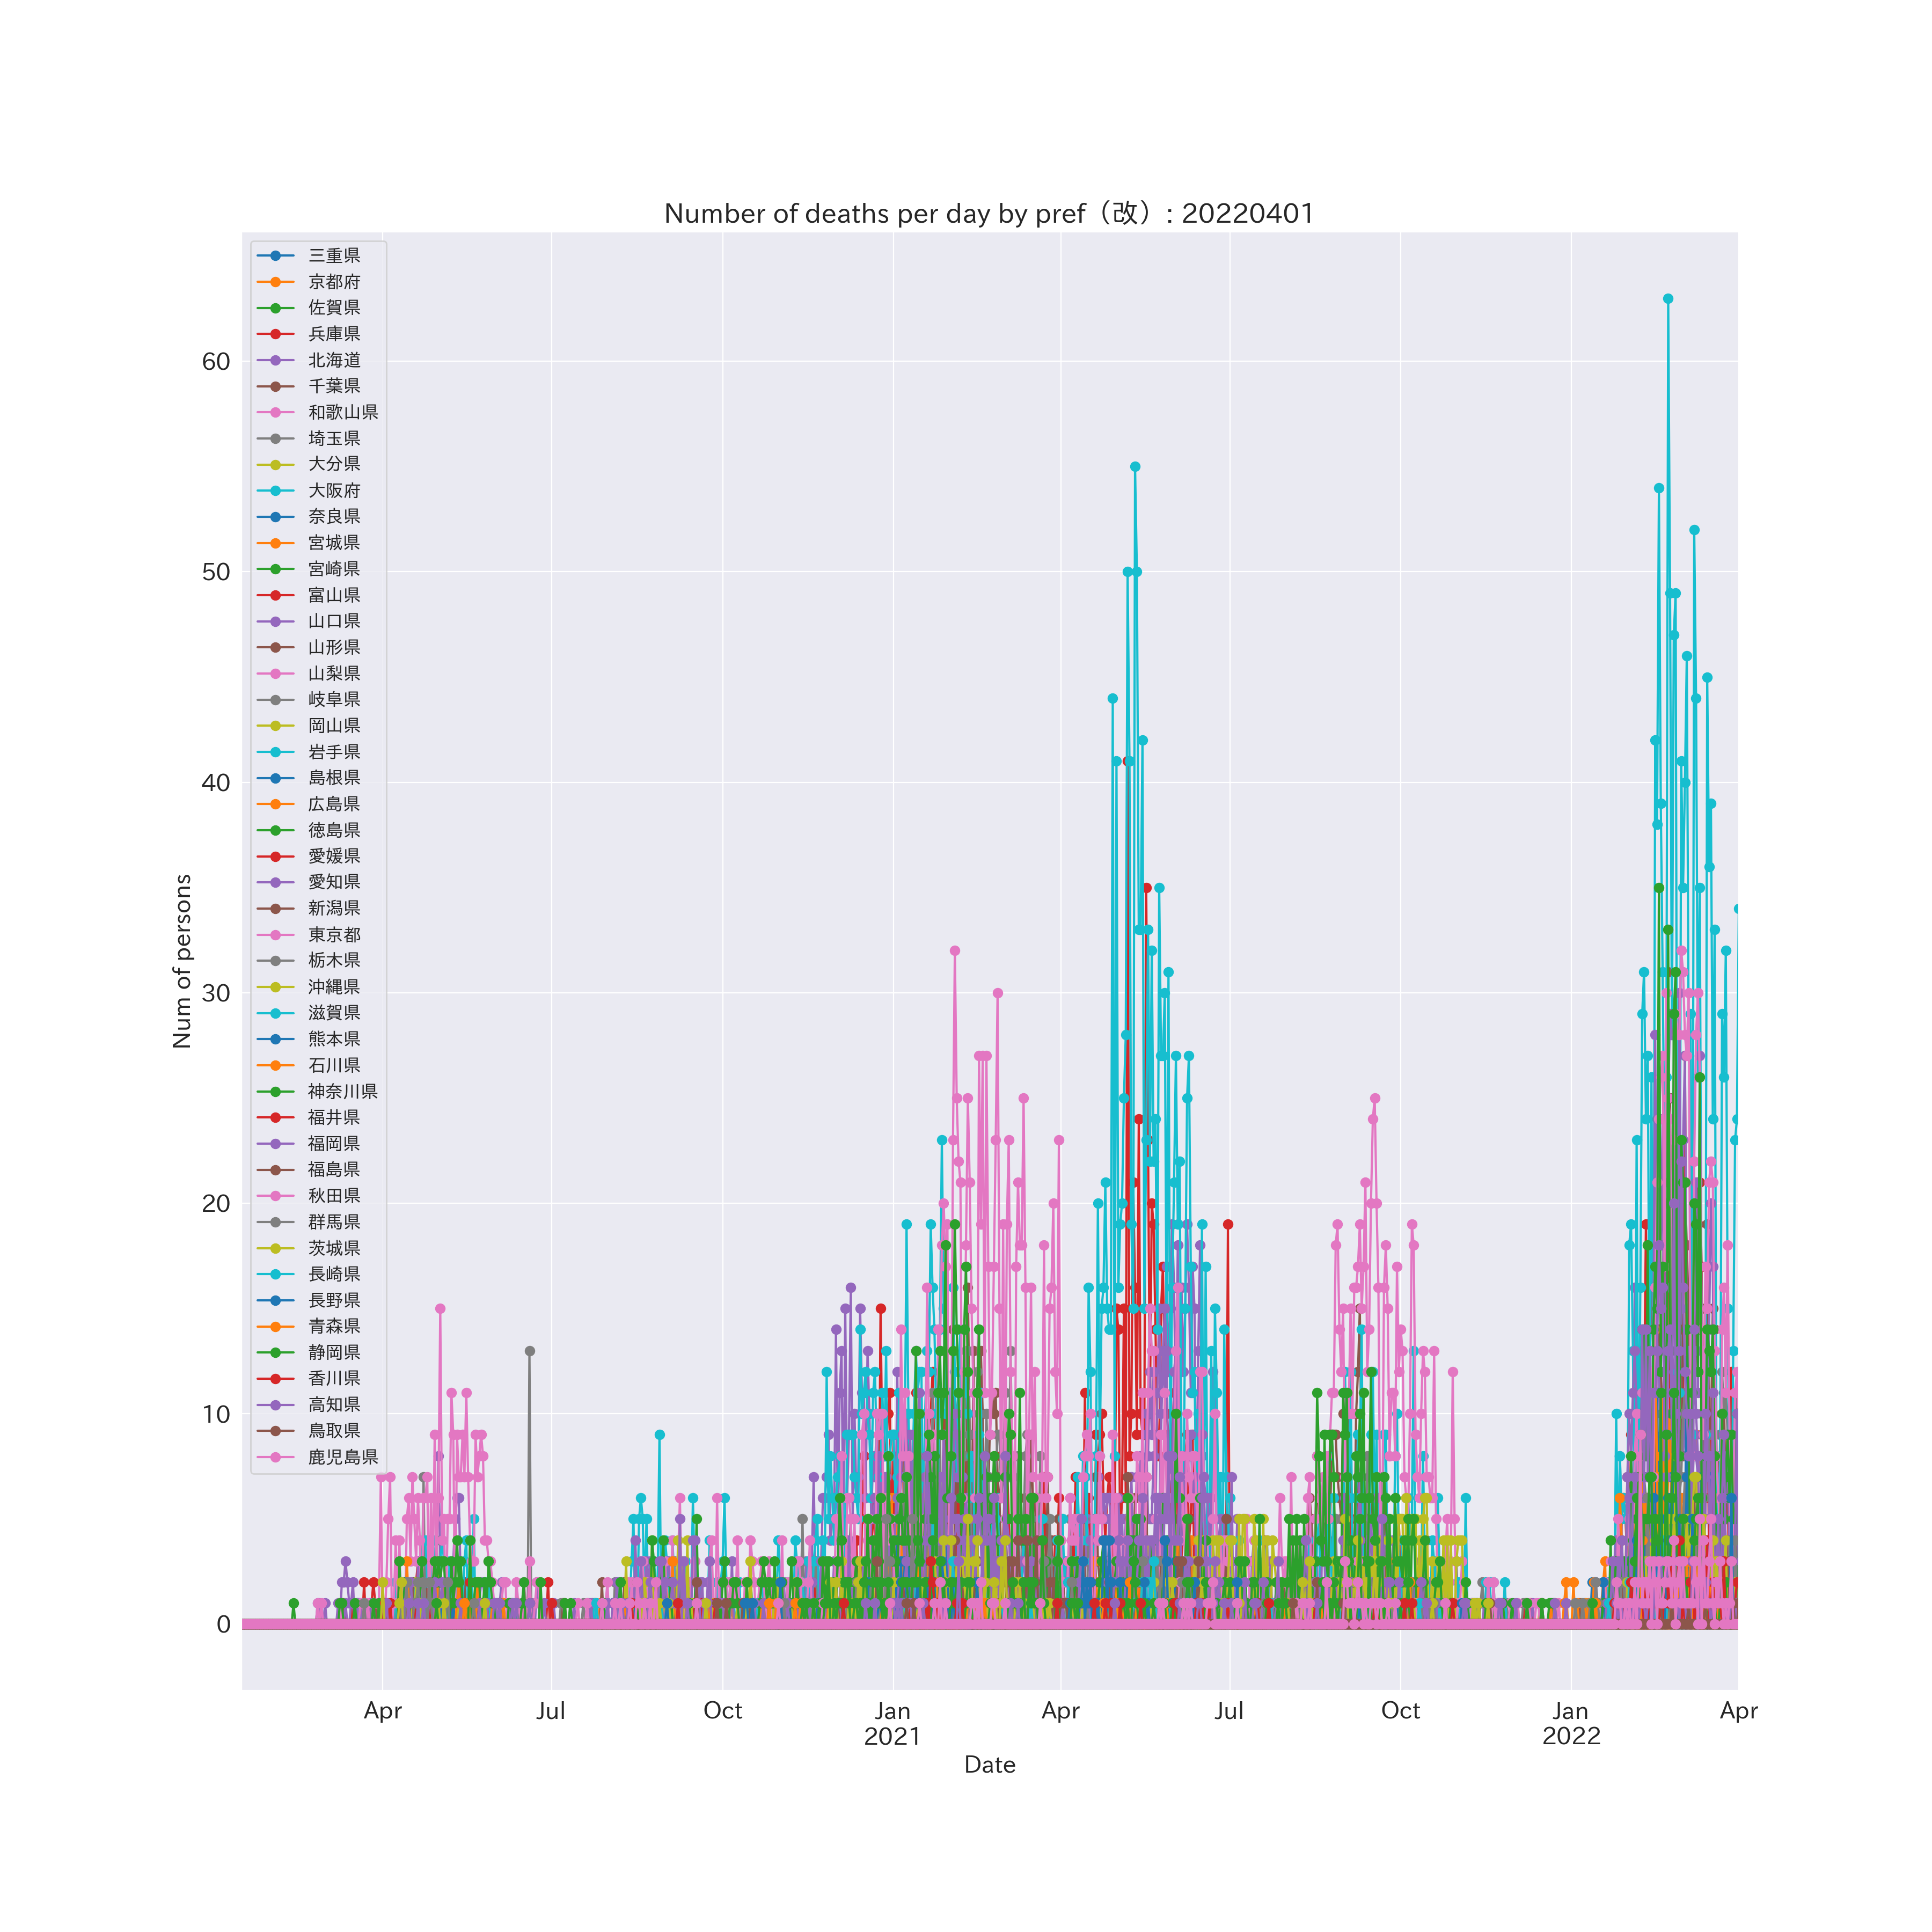 Number of deaths per day by pref（改）: 20220401
三重県
京都府
佐賀県
兵庫県
北海道
千葉県
和歌山県
埼玉県
大分県
大阪府
奈良県
宮城県
宮崎県
富山県
山口県
山形県
山梨県
岐阜県
岡山県
岩手県
島根県
広島県
徳島県
愛媛県
愛知県
新潟県
東京都
栃木県
沖縄県
滋賀県
熊本県
石川県
神奈川県
福井県
福岡県
福島県
秋田県
群馬県
茨城県
長崎県
長野県
青森県
静岡県
香川県
高知県
鳥取県
鹿児島県
60
50
40
30
20
10
0
Num of persons
Apr Jul Oct Jan Apr Jul Oct Jan Apr
2021 2022
Date